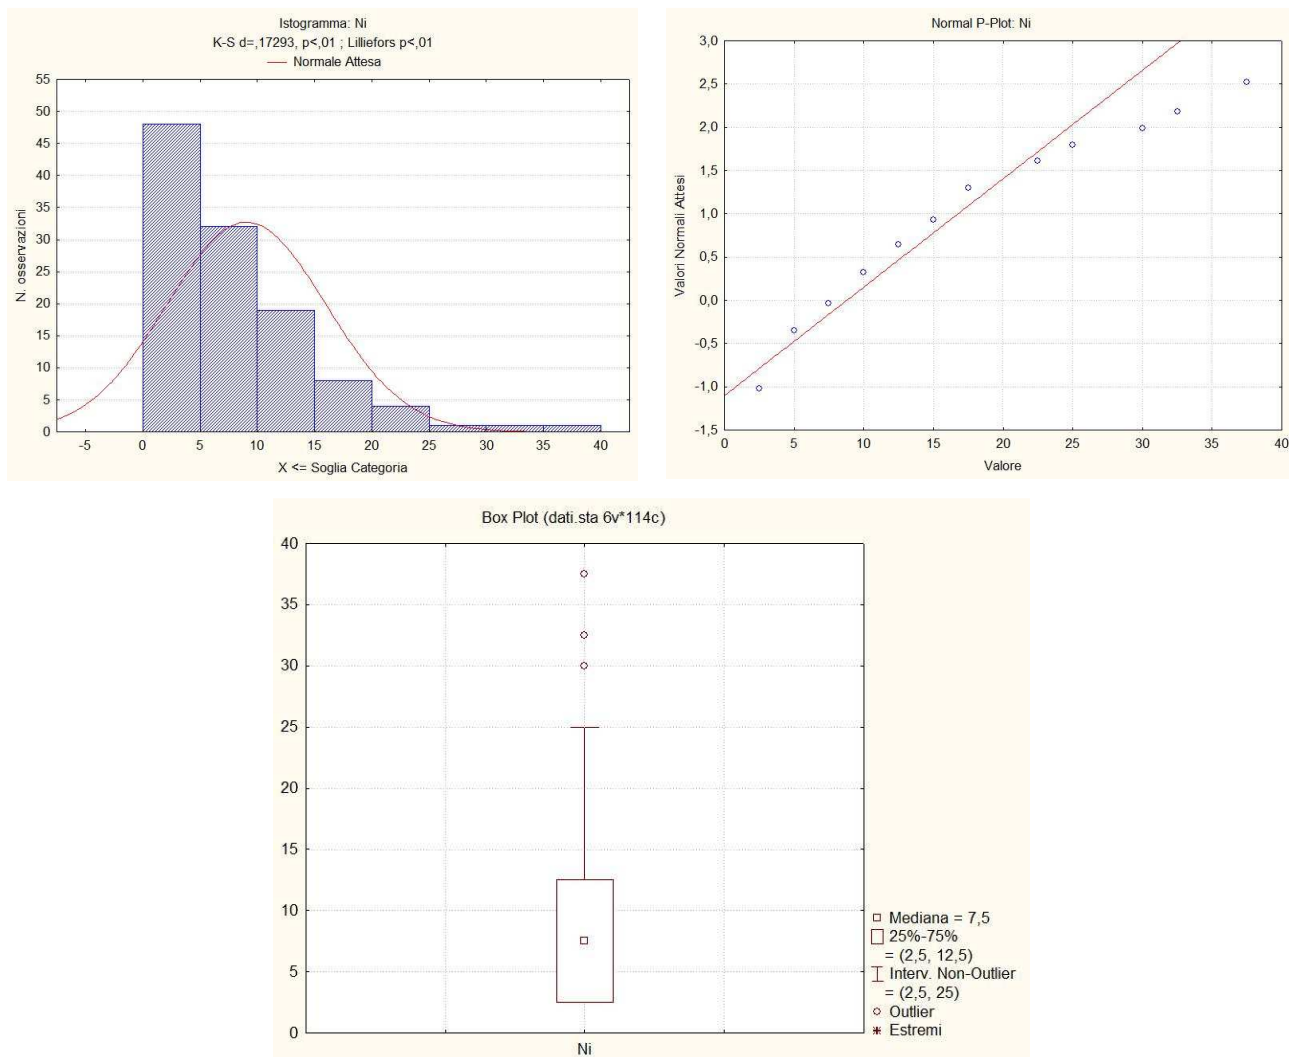 Istogramma: Ni
K-S d=,17293, p<,01 ; Lilliefors p<,01
Normale Attesa
55
50
45
40
35
30
25
20
15
10
5
0
N. osservazioni
-5 0 5 10 15 20 25 30 35 40
X <= Soglia Categoria
Normal P-Plot: Ni
3,0
2,5
2,0
1,5
1,0
0,5
0,0
-0,5
-1,0
-1,5
Valori Normali Attesi
0 5 10 15 20 25 30 35 40
Valore
Box Plot (dati.sta 6v*114c)
40
35
30
25
20
15
10
5
0
Ni
Mediana = 7,5
25%-75%
= (2,5, 12,5)
Interv. Non-Outlier
= (2,5, 25)
Outlier
Estremi